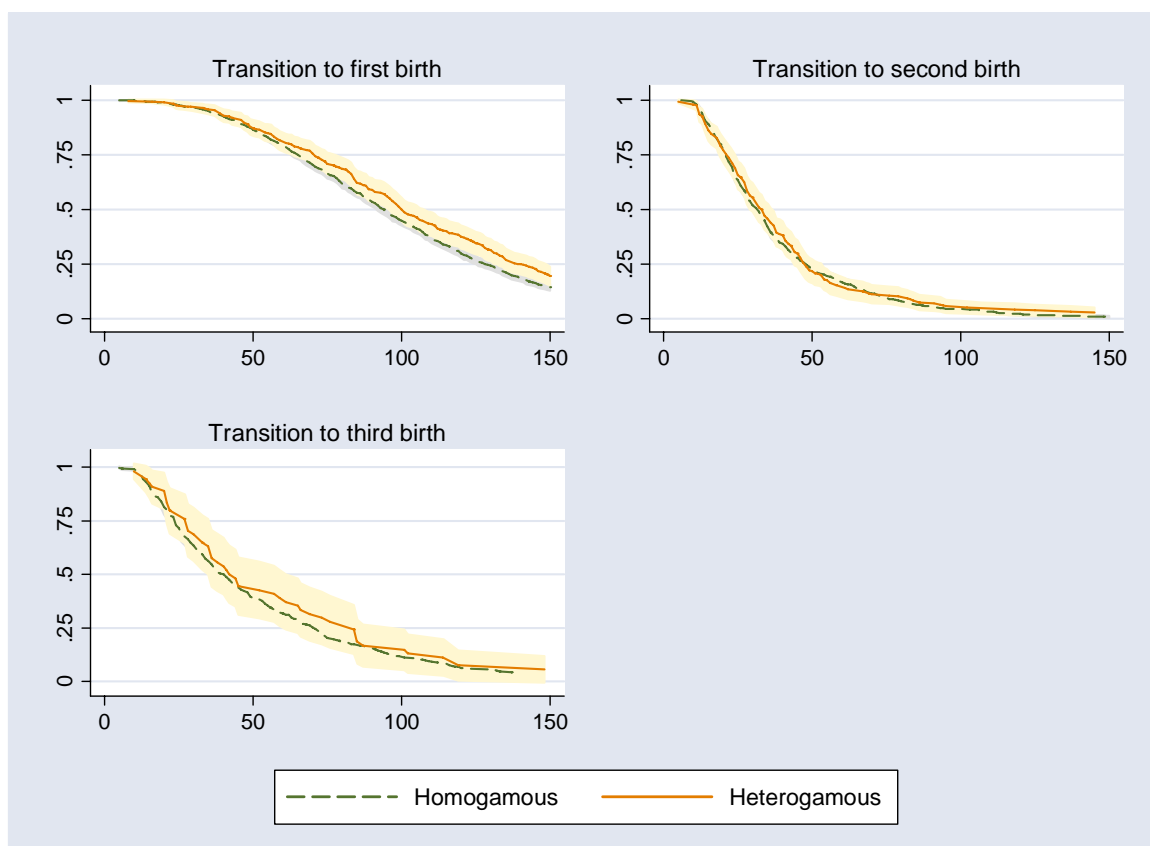 Transition to first birth
1
.75
.5
.25
0
0 50 100 150
Transition to second birth
1
.75
.5
.25
0
0 50 100 150
Transition to third birth
1
.75
.5
.25
0
0 50 100 150
Homogamous Heterogamous